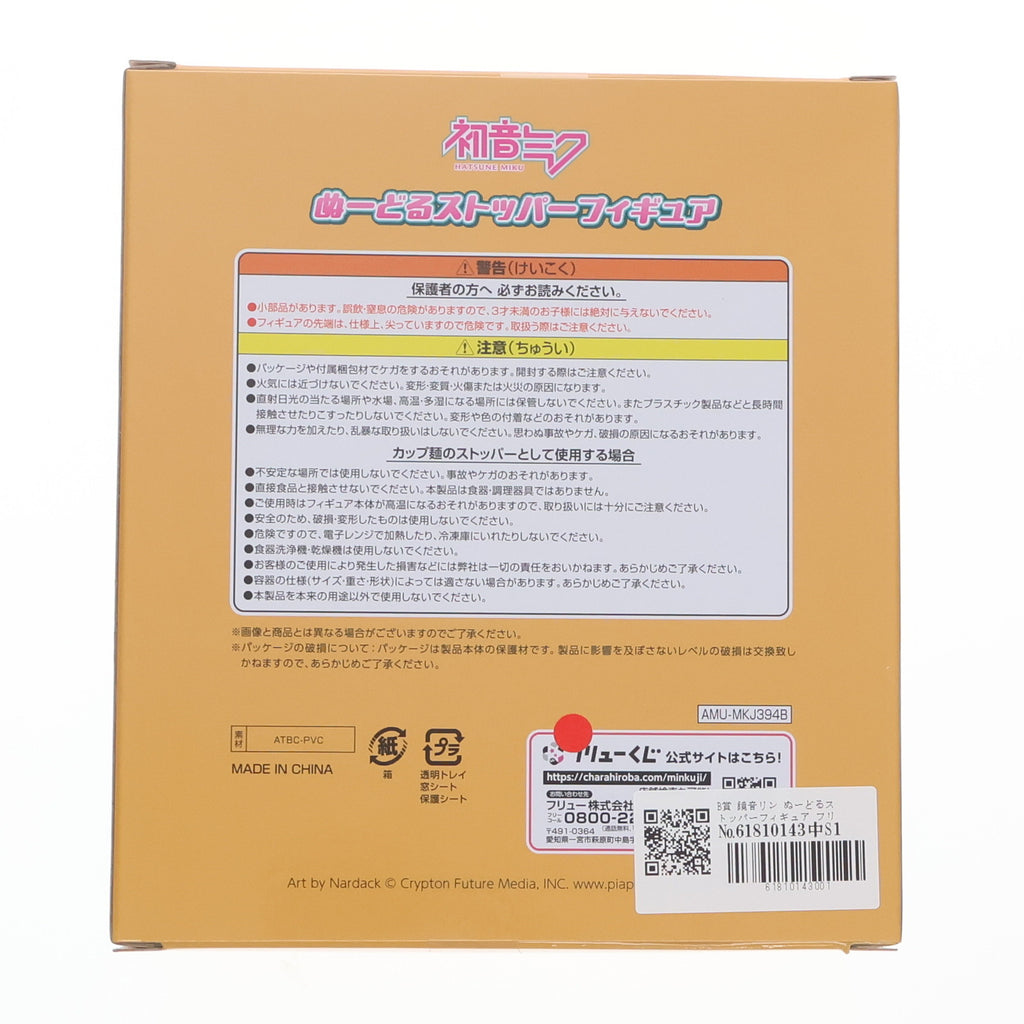 初音ミク
HATSUNE MIKU
ぬーどるストッパーフィギュア
⚠警告(けいこく)
保護者の方へ 必ずお読みください。
●小部品があります。誤飲・窒息の危険がありますので、3才未満のお子様には絶対に与えないでください。
●フィギュアの先端は、仕様上、尖っていますので危険です。取扱う際はご注意ください。
⚠注意(ちゅうい)
●パッケージや付属梱包材でケガをするおそれがあります。開封する際はご注意ください。
●火気には近づけないでください。変形・変質・火傷または火災の原因になります。
●直射日光の当たる場所や水場、高温・多湿になる場所には保管しないでください。またプラスチック製品などと長時間
接触させたりこすったりしないでください。変形や色の付着などのおそれがあります。
●無理な力を加えたり、乱暴な取り扱いはしないでください。思わぬ事故やケガ、破損の原因になるおそれがあります。
カップ麺のストッパーとして使用する場合
●不安定な場所では使用しないでください。事故やケガのおそれがあります。
●直接食品と接触させないでください。本製品は食器・調理器具ではありません。
●ご使用時はフィギュア本体が高温になるおそれがありますので、取り扱いには十分にご注意ください。
●安全のため、破損・変形したものは使用しないでください。
●危険ですので、電子レンジで加熱したり、冷凍庫にいれたりしないでください。
●食器洗浄機・乾燥機は使用しないでください。
●お客様のご使用により発生した損害などには弊社は一切の責任をおいかねます。あらかじめご了承ください。
●容器の仕様(サイズ・重さ・形状)によっては適さない場合があります。あらかじめご了承ください。
●本製品を本来の用途以外で使用しないでください。
※画像と商品とは異なる場合がございますのでご了承ください。
※パッケージの破損について:パッケージは製品本体の保護材です。製品に影響を及ぼさないレベルの破損は交換致し
かねますので、あらかじめご了承ください。
AMU-MKJ394B
素材 ATBC-PVC
MADE IN CHINA
紙
箱
プラ
透明トレイ
窓シート
保護シート
リューくじ 公式サイトはこちら!
https://charahiroba.com/minkuji/
お問い合わせ先
フリュー株式会社
フリーコール 0800-22
〒491-0364 (通話無料、
愛知県一宮市萩原町中島字
Art by Nardack © Crypton Future Media, INC. www.piap
B賞 鏡音リン ぬーどるス
トッパーフィギュア フリ
No.61810143中S1
61810143001